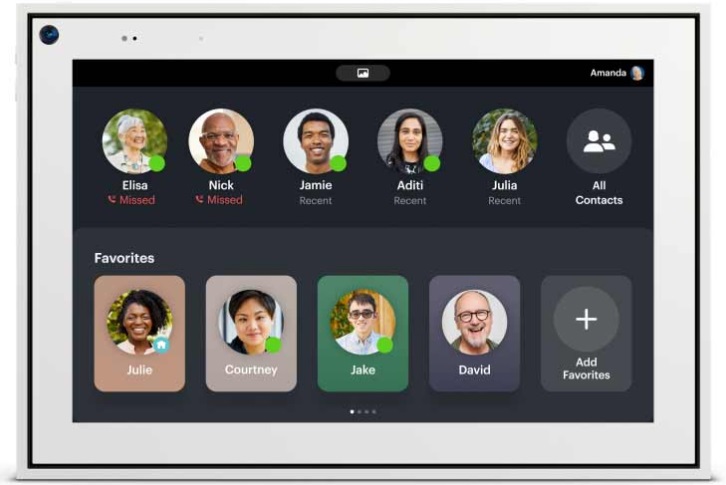 Amanda
Elisa
Nick
Jamie
Aditi
Julia
All
Contacts
Missed
Missed
Recent
Recent
Recent
Favorites
Julie
Courtney
Jake
David
Add
Favorites